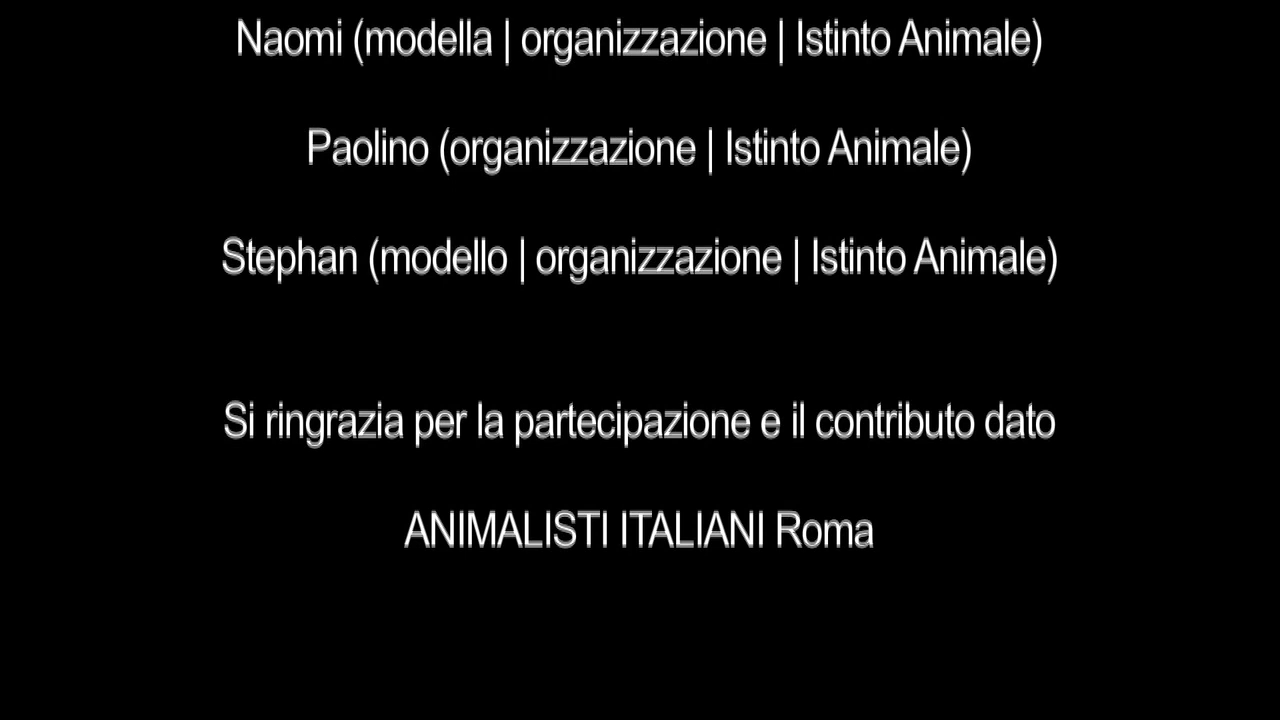 Naomi (modella | organizzazione | Istinto Animale)
Paolino (organizzazione | Istinto Animale)
Stephan (modello | organizzazione | Istinto Animale)
Si ringrazia per la partecipazione e il contributo dato
ANIMALISTI ITALIANI Roma